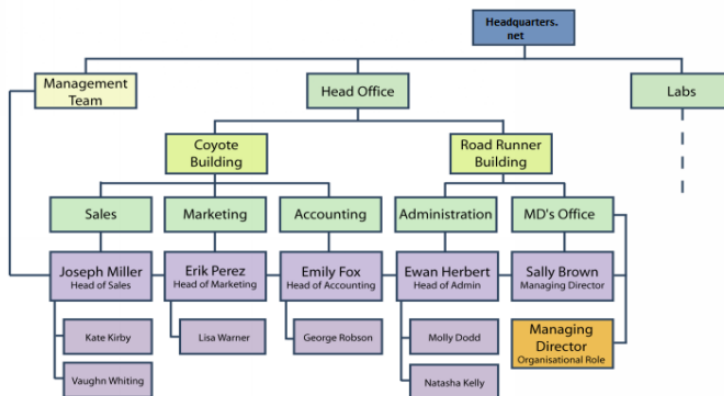 Headquarters.
net
Management
Team
Head Office
Labs
Coyote
Building
Road Runner
Building
Sales
Marketing
Accounting
Administration
MD's Office
Joseph Miller
Head of Sales
Erik Perez
Head of Marketing
Emily Fox
Head of Accounting
Ewan Herbert
Head of Admin
Sally Brown
Managing Director
Kate Kirby
Lisa Warner
George Robson
Molly Dodd
Managing
Director
Organisational Role
Vaughn Whiting
Natasha Kelly